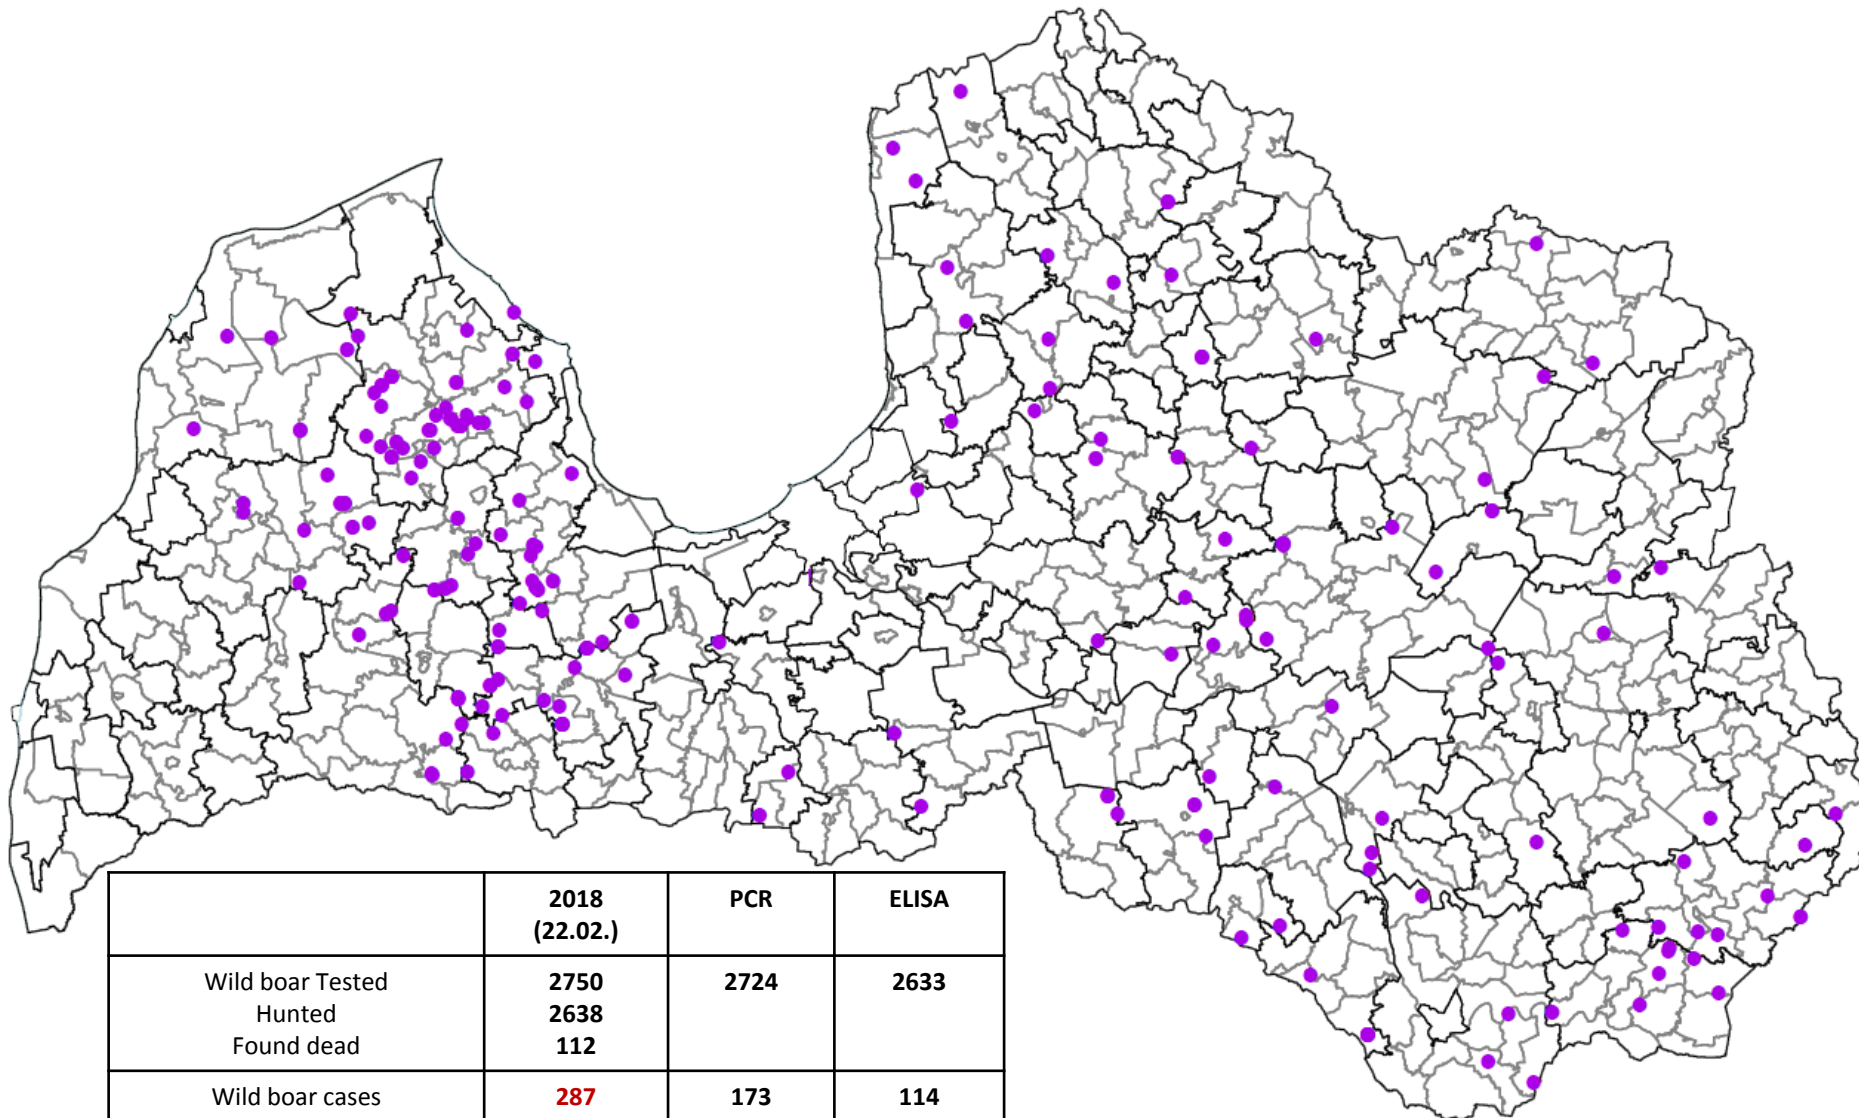 2018
(22.02.)
PCR
ELISA
Wild boar Tested
Hunted
Found dead
2750
2638
112
2724
2633
Wild boar cases
287
173
114